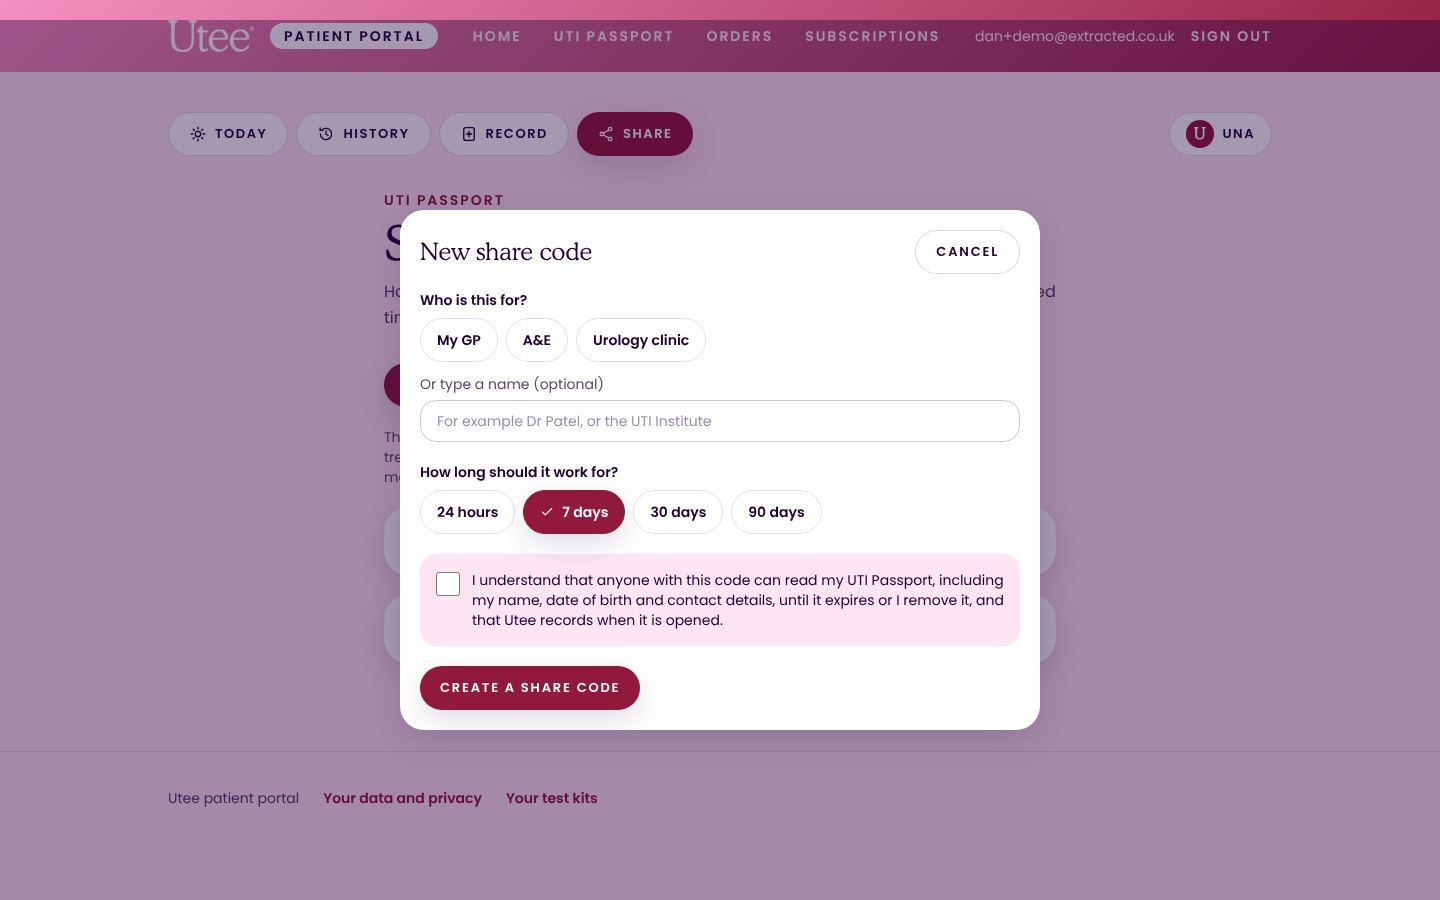 Utee
PATIENT PORTAL
HOME
UTI PASSPORT
ORDERS
SUBSCRIPTIONS
dan+demo@extracted.co.uk
SIGN OUT
TODAY
HISTORY
RECORD
SHARE
U
UNA
UTI PASSPORT
New share code
CANCEL
Who is this for?
My GP
A&E
Urology clinic
Or type a name (optional)
For example Dr Patel, or the UTI Institute
How long should it work for?
24 hours
7 days
30 days
90 days
I understand that anyone with this code can read my UTI Passport, including
my name, date of birth and contact details, until it expires or I remove it, and
that Utee records when it is opened.
CREATE A SHARE CODE
Utee patient portal
Your data and privacy
Your test kits